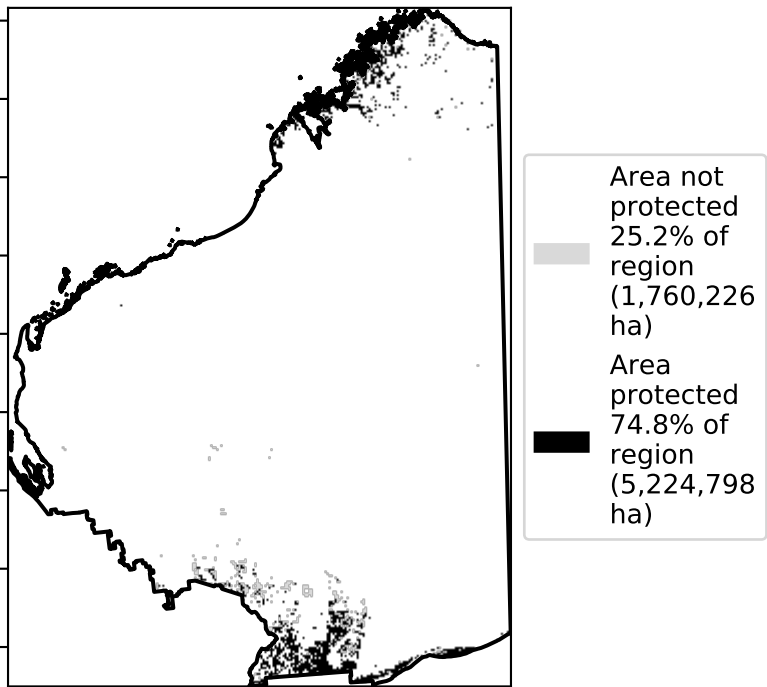 Area not
protected
25.2% of
region
(1,760,226
ha)
Area
protected
74.8% of
region
(5,224,798
ha)